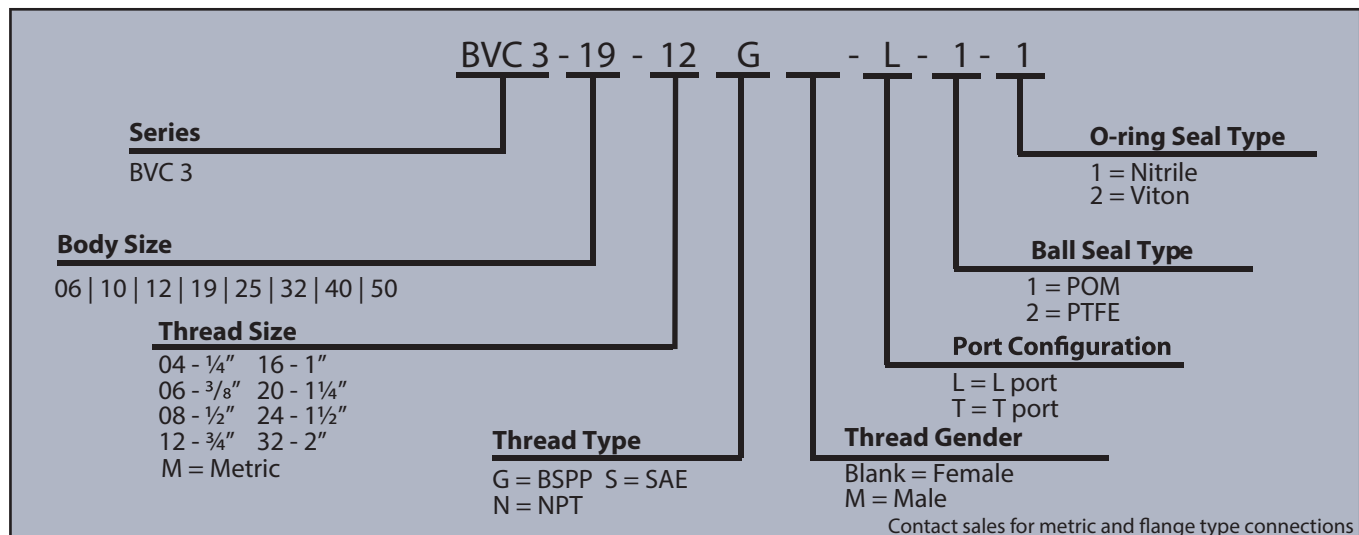 BVC 3 - 19 - 12 G - L - 1 - 1
Series
BVC 3
Body Size
06 | 10 | 12 | 19 | 25 | 32 | 40 | 50
Thread Size
04 - ¼″ 16 - 1″
06 - ³/₈″ 20 - 1¼″
08 - ½″ 24 - 1½″
12 - ¾″ 32 - 2″
M = Metric
Thread Type
G = BSPP S = SAE
N = NPT
Thread Gender
Blank = Female
M = Male
Port Configuration
L = L port
T = T port
Ball Seal Type
1 = POM
2 = PTFE
O-ring Seal Type
1 = Nitrile
2 = Viton
Contact sales for metric and flange type connections